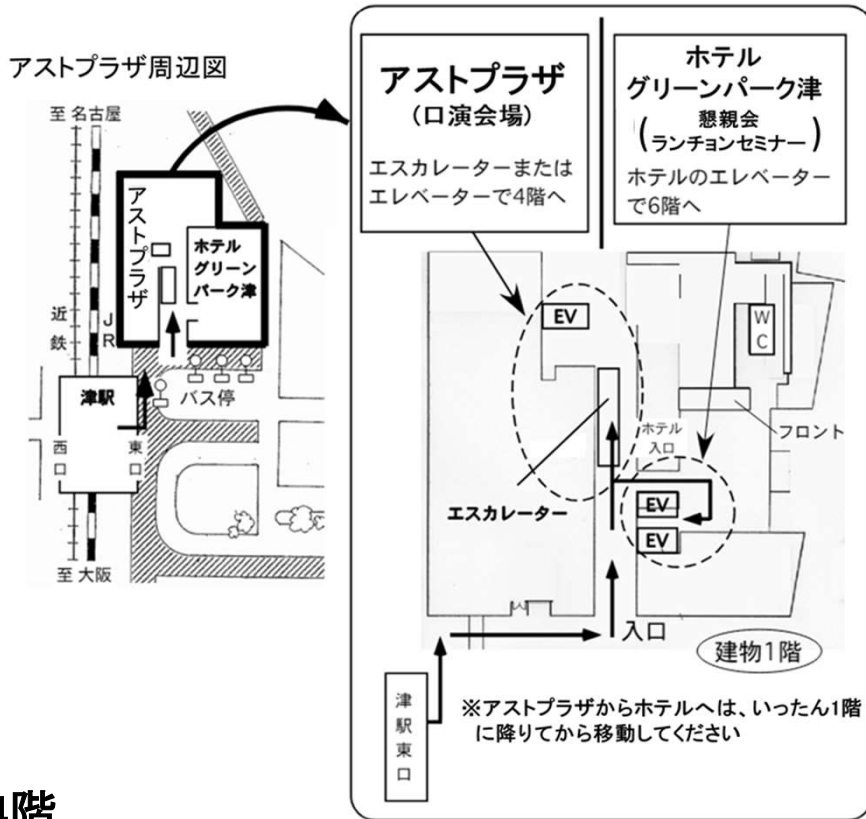 アストプラザ周辺図
至 名古屋
アストプラザ
ホテル
グリーン
パーク津
近鉄
JR
津駅
バス停
西口
東口
至 大阪
アストプラザ
(口演会場)
エスカレーターまたは
エレベーターで4階へ
ホテル
グリーンパーク津
(懇親会
ランチョンセミナー)
ホテルのエレベーター
で6階へ
EV
WC
ホテル
入口
フロント
エスカレーター
EV
EV
入口
建物1階
津駅東口
※アストプラザからホテルへは、いったん1階
に降りてから移動してください
階